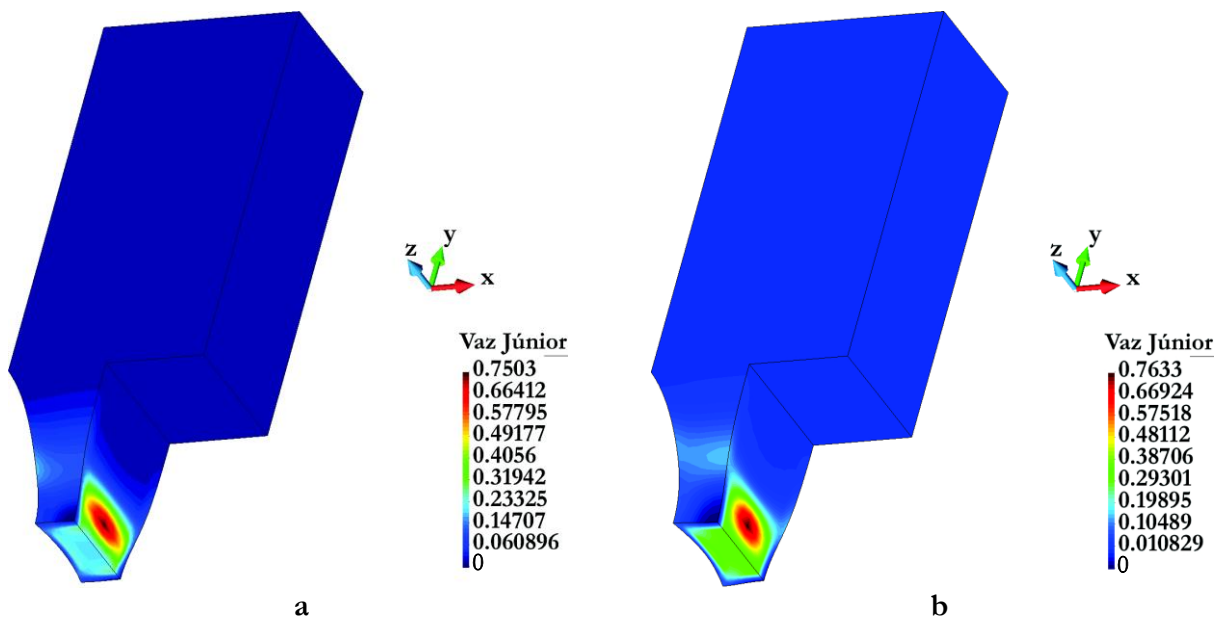 z
y
x
Vaz Júnior
0.7503
0.66412
0.57795
0.49177
0.4056
0.31942
0.23325
0.14707
0.060896
0
a
z
y
x
Vaz Júnior
0.7633
0.66924
0.57518
0.48112
0.38706
0.29301
0.19895
0.10489
0.010829
0
b